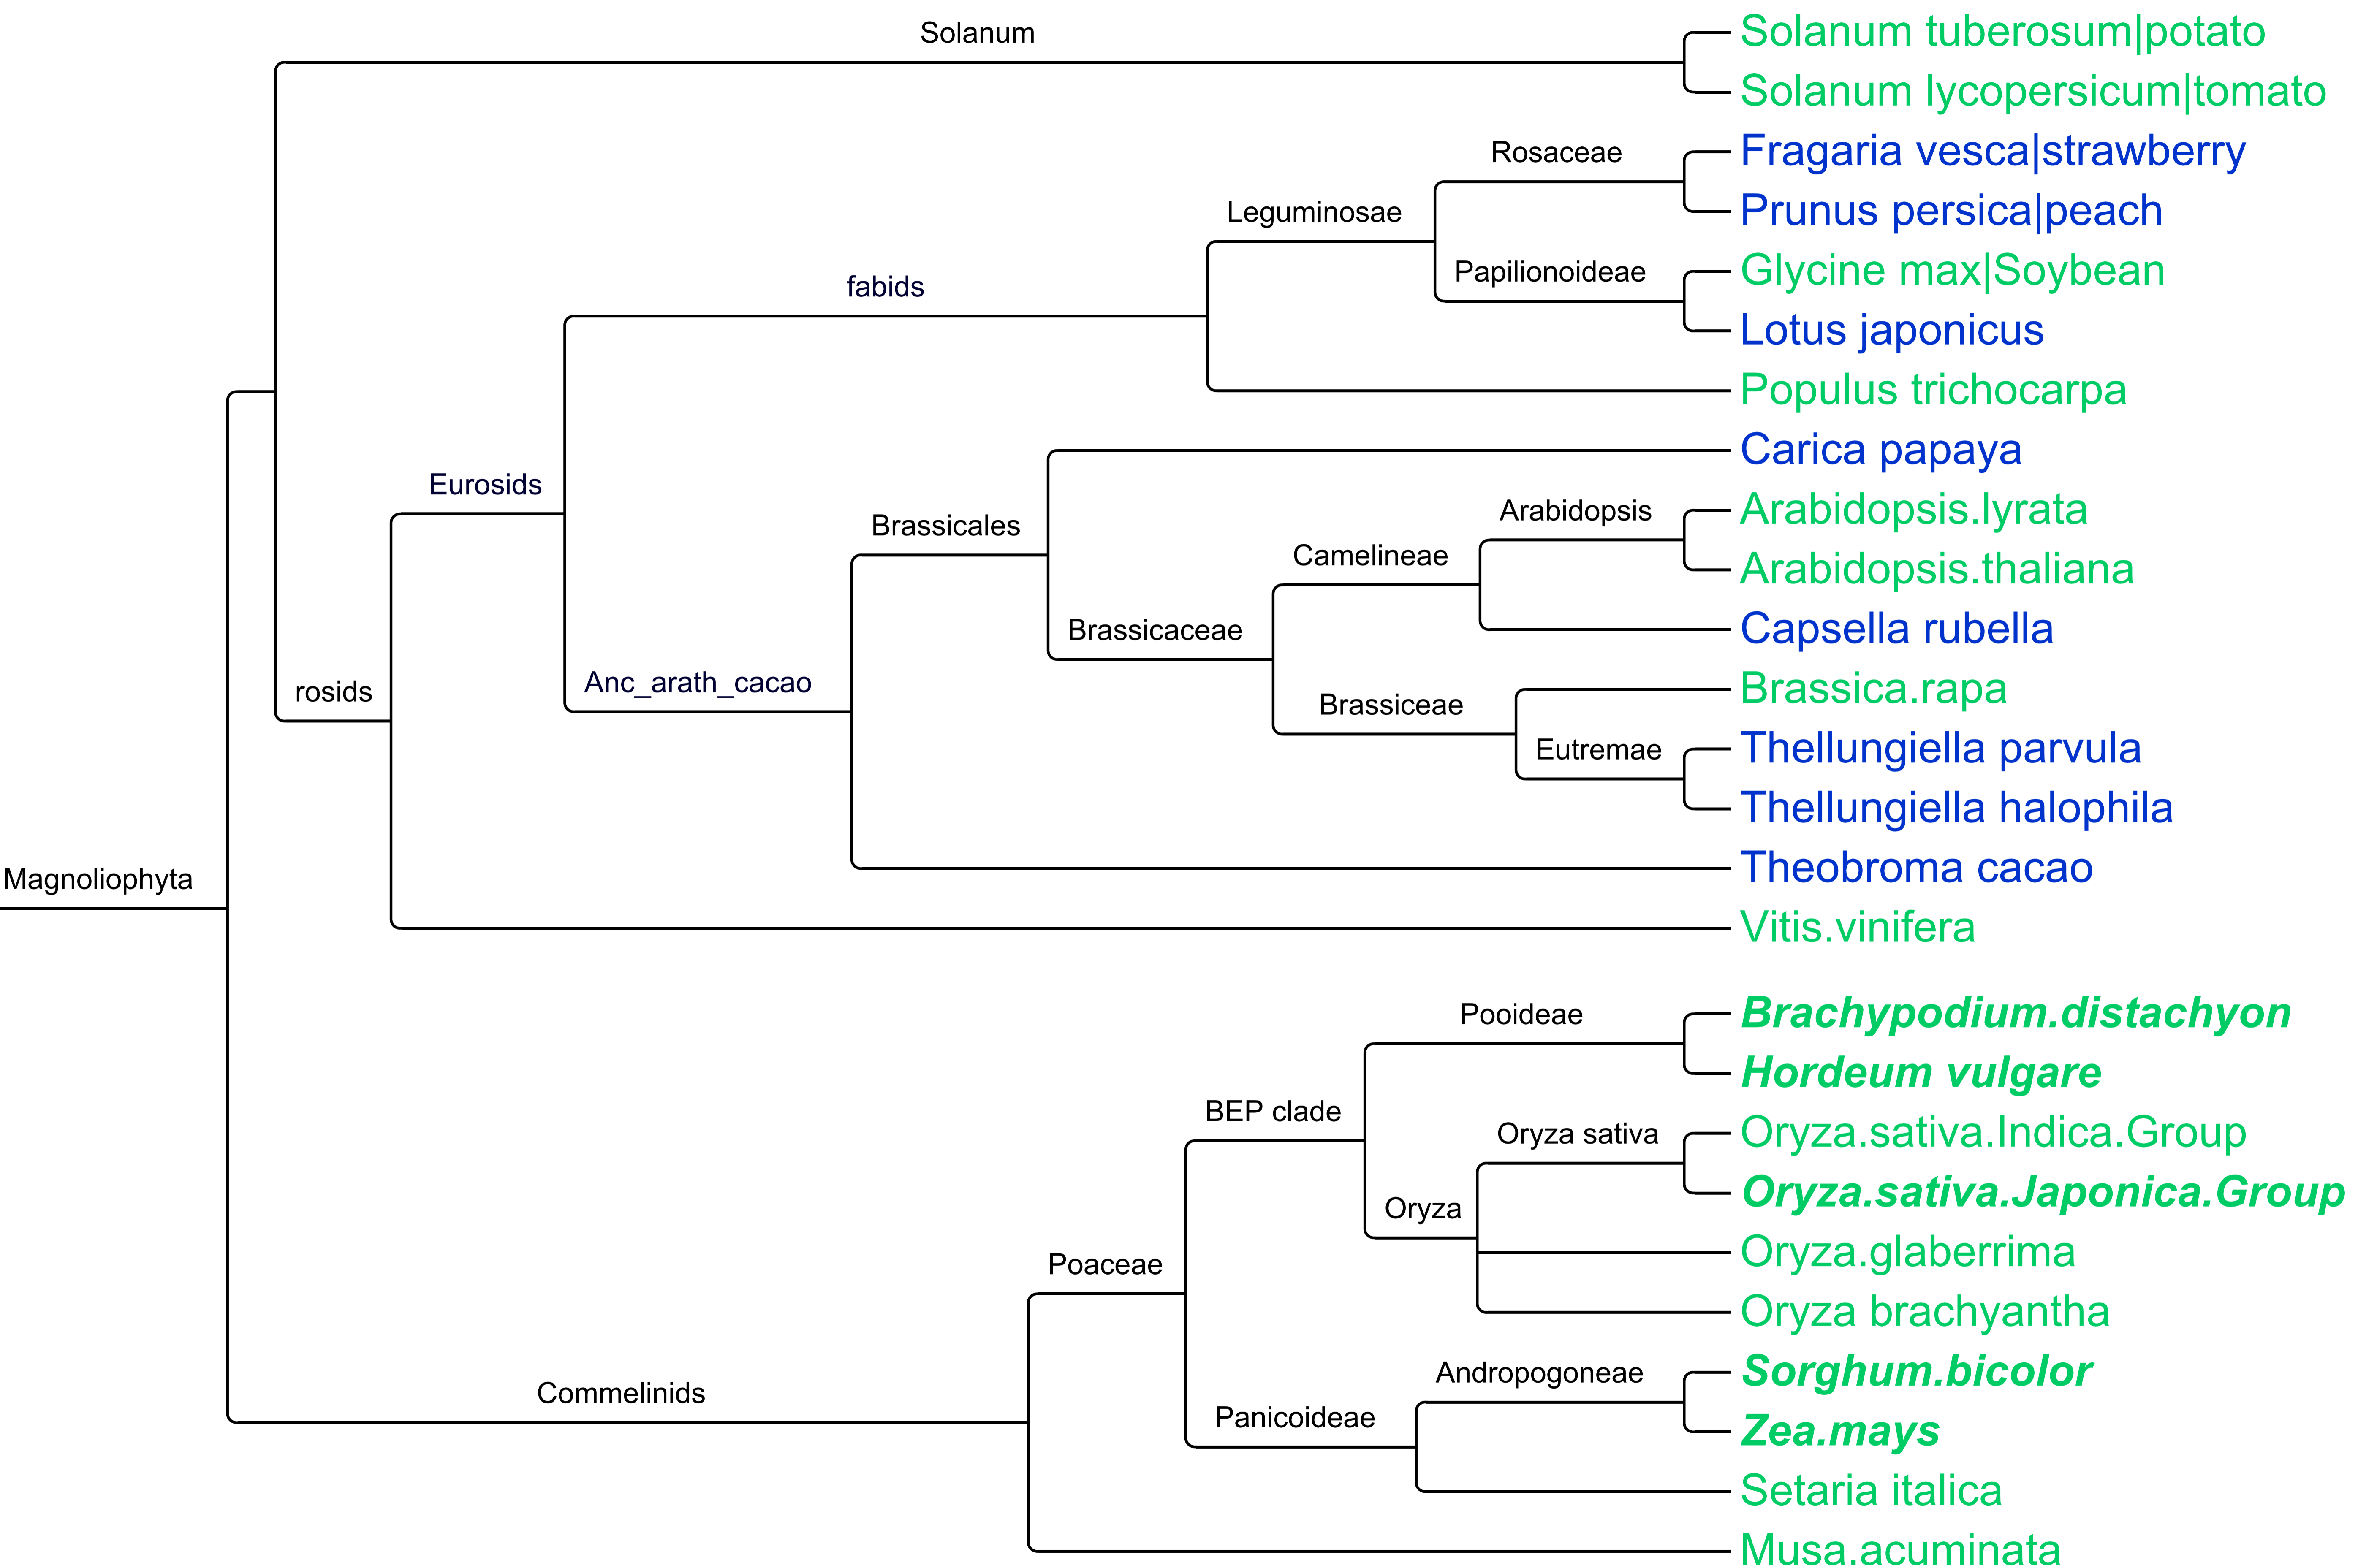 Solanum
Solanum tuberosum|potato
Solanum lycopersicum|tomato
Rosaceae
Fragaria vesca|strawberry
Prunus persica|peach
Leguminosae
Papilionoideae
Glycine max|Soybean
fabids
Lotus japonicus
Populus trichocarpa
Carica papaya
Eurosids
Arabidopsis
Arabidopsis.lyrata
Brassicales
Camelineae
Arabidopsis.thaliana
Brassicaceae
Capsella rubella
Anc_arath_cacao
rosids
Brassiceae
Brassica.rapa
Eutremae
Thellungiella parvula
Thellungiella halophila
Magnoliophyta
Theobroma cacao
Vitis.vinifera
Pooideae
Brachypodium.distachyon
Hordeum vulgare
BEP clade
Oryza sativa
Oryza.sativa.Indica.Group
Oryza
Oryza.sativa.Japonica.Group
Poaceae
Oryza.glaberrima
Oryza brachyantha
Commelinids
Andropogoneae
Sorghum.bicolor
Panicoideae
Zea.mays
Setaria italica
Musa.acuminata